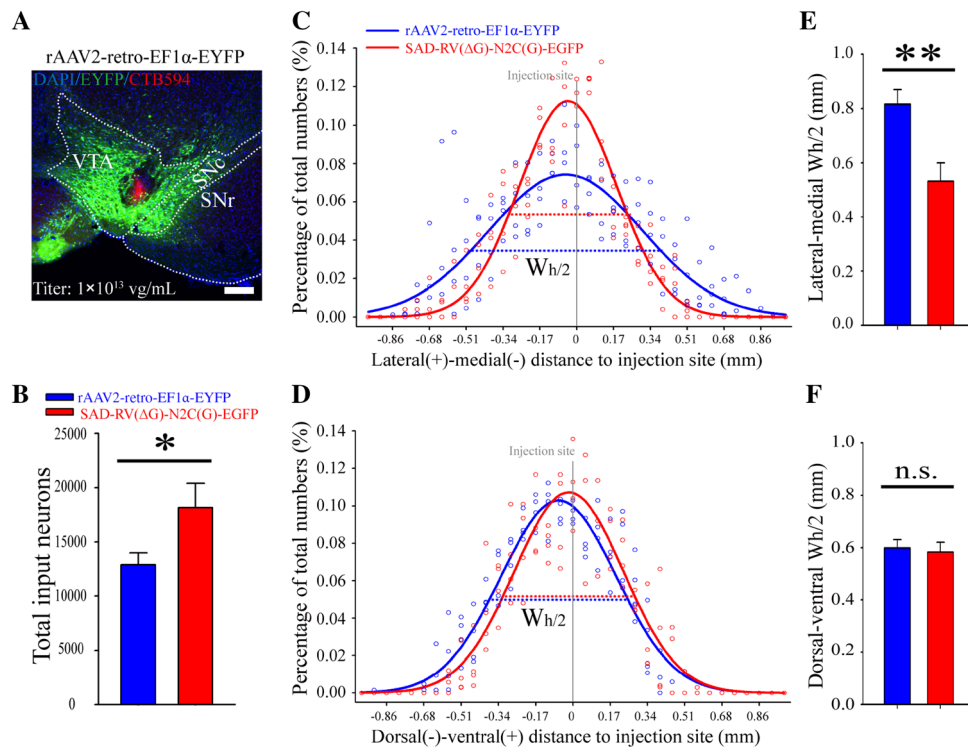 A
rAAV2-retro-EF1α-EYFP
DAPI/EYFP/CTB594
VTA
SNc
SNr
Titer: 1×10¹³ vg/mL
B
rAAV2-retro-EF1α-EYFP
SAD-RV(ΔG)-N2C(G)-EGFP
Total input neurons
25000
20000
15000
10000
5000
0
*
C
rAAV2-retro-EF1α-EYFP
SAD-RV(ΔG)-N2C(G)-EGFP
Injection site
Percentage of total numbers (%)
0.14
0.12
0.10
0.08
0.06
0.04
0.02
0.00
Wh/2
-0.86 -0.68 -0.51 -0.34 -0.17 0 0.17 0.34 0.51 0.68 0.86
Lateral(+)-medial(-) distance to injection site (mm)
D
Injection site
Percentage of total numbers (%)
0.14
0.12
0.10
0.08
0.06
0.04
0.02
0.00
Wh/2
-0.86 -0.68 -0.51 -0.34 -0.17 0 0.17 0.34 0.51 0.68 0.86
Dorsal(-)-ventral(+) distance to injection site (mm)
E
Lateral-medial Wh/2 (mm)
1.0
0.8
0.6
0.4
0.2
0.0
**
F
Dorsal-ventral Wh/2 (mm)
1.0
0.8
0.6
0.4
0.2
0.0
n.s.